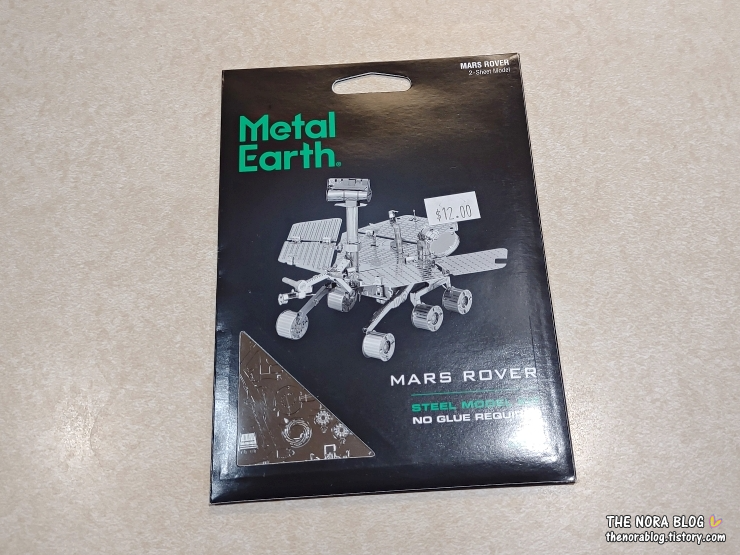 MARS ROVER
2-Sheet Model
Metal
Earth®
$12.00
MARS ROVER
STEEL MODEL
NO GLUE
THE NORA BLOG
thenorablog.tistory.com